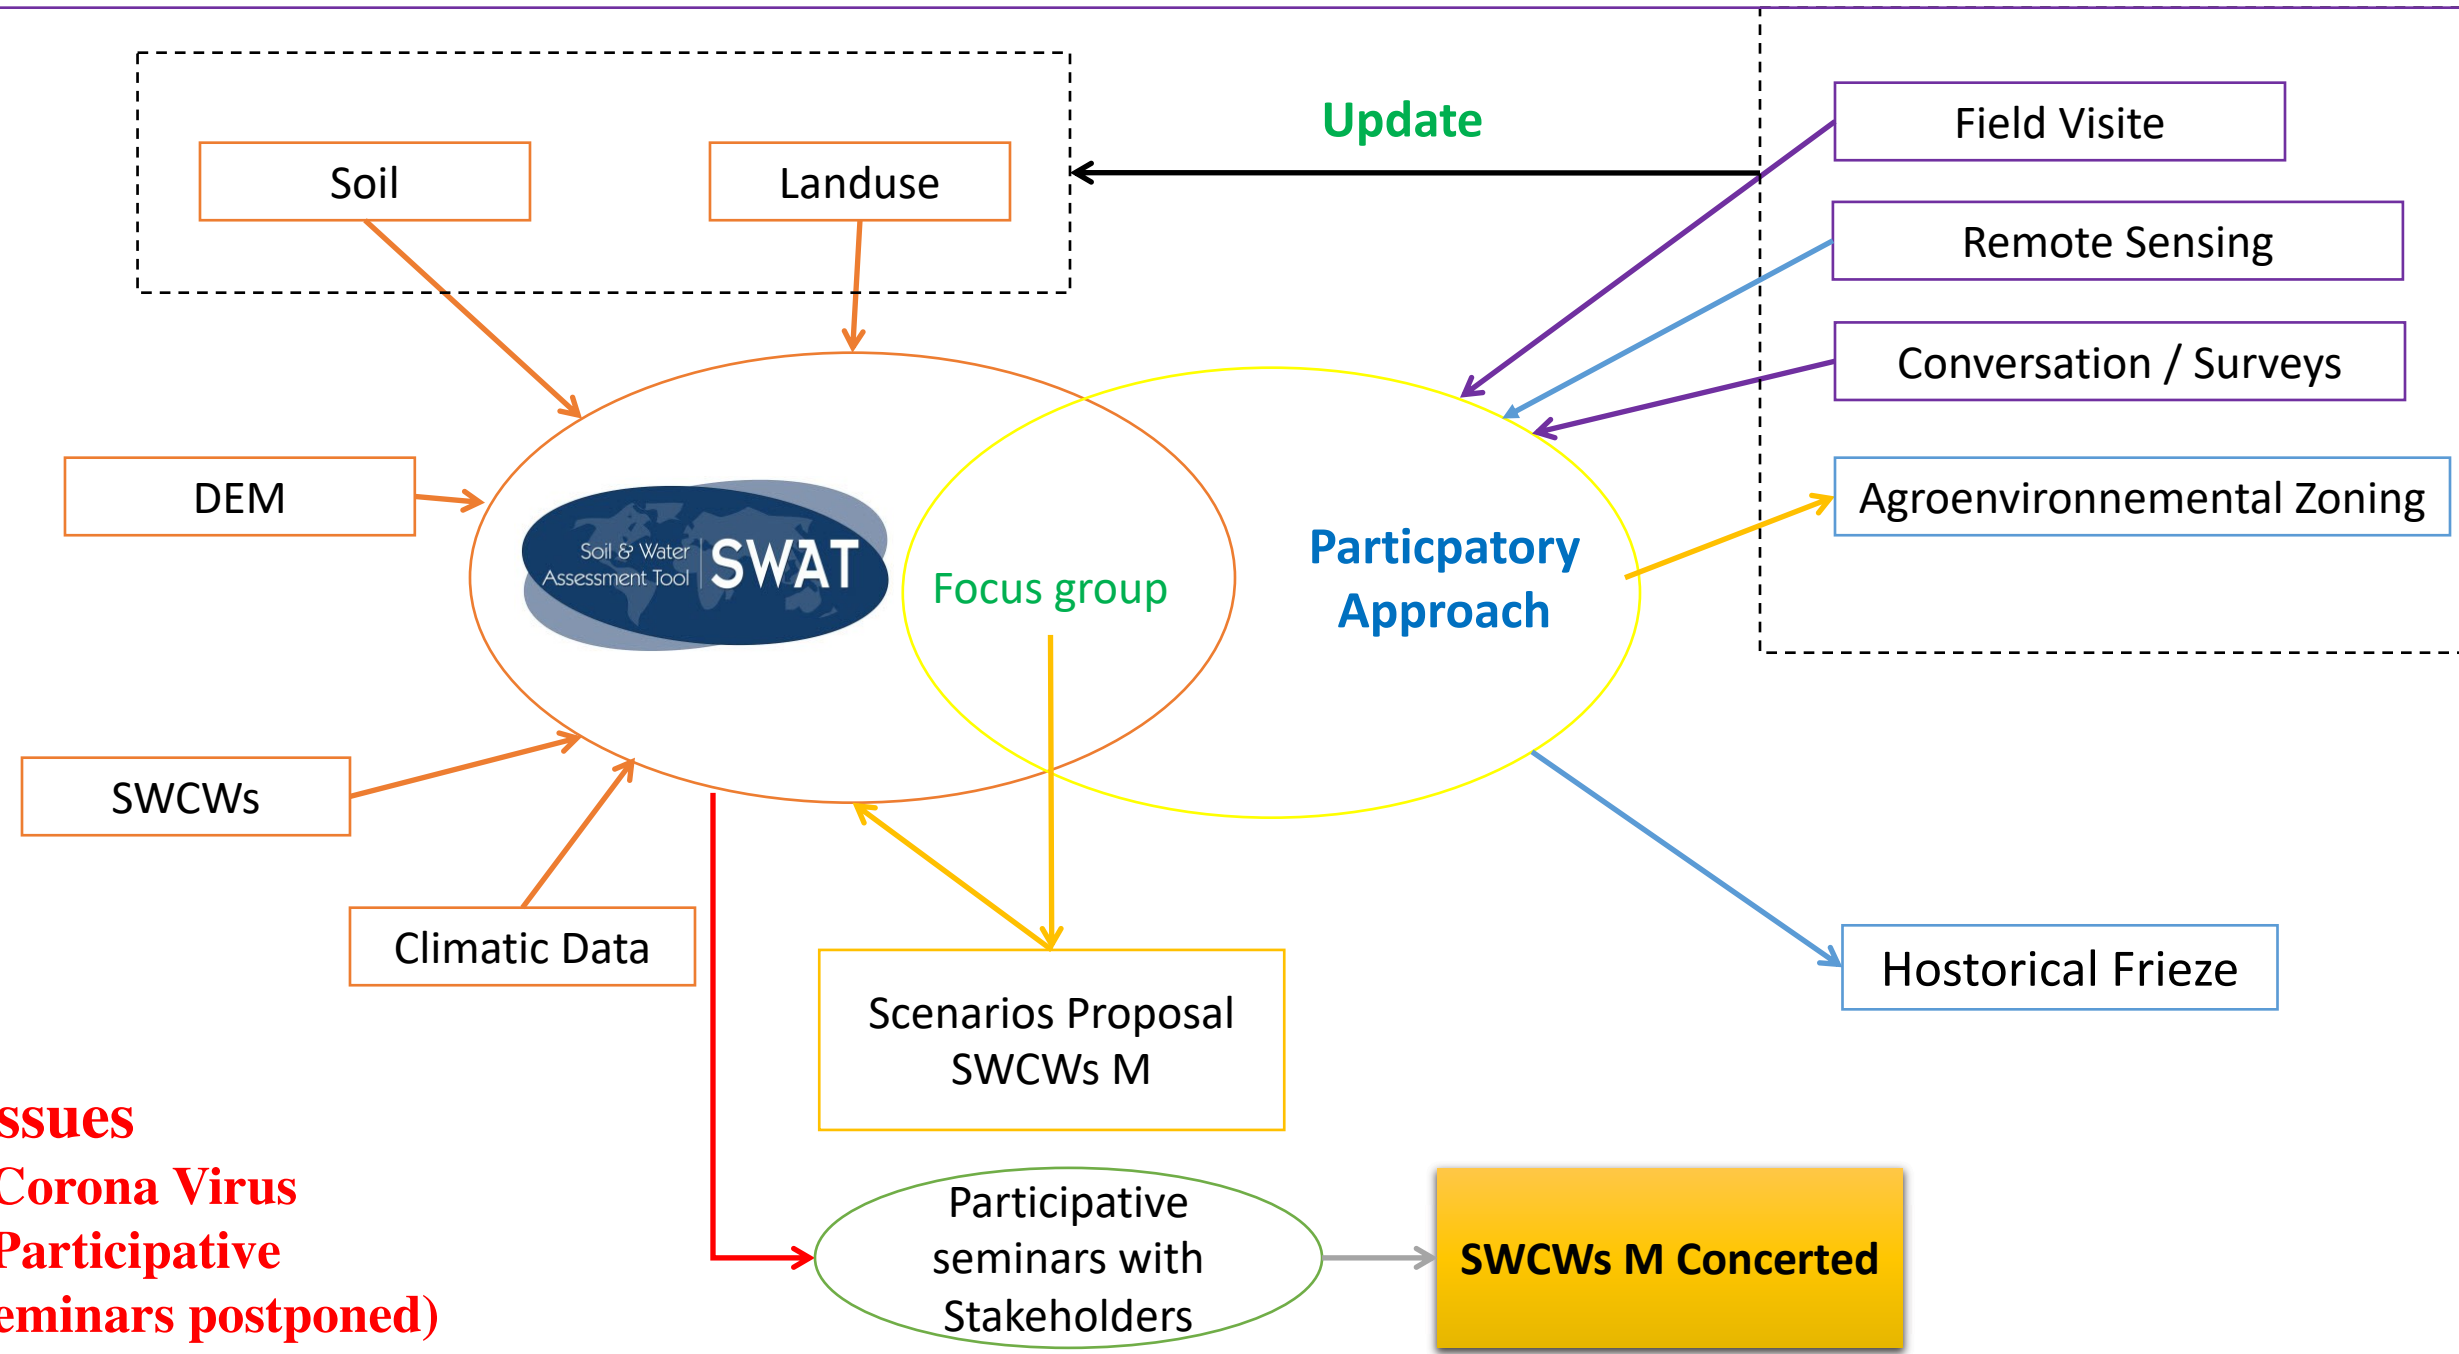 Update
Soil
Landuse
Field Visite
Remote Sensing
Conversation / Surveys
DEM
Agroenvironnemental Zoning
Soil & Water
Assessment Tool
SWAT
Focus group
Particpatory
Approach
SWCWs
Climatic Data
Hostorical Frieze
Scenarios Proposal
SWCWs M
ssues
Corona Virus
Participative
eminars postponed)
Participative
seminars with
Stakeholders
SWCWs M Concerted